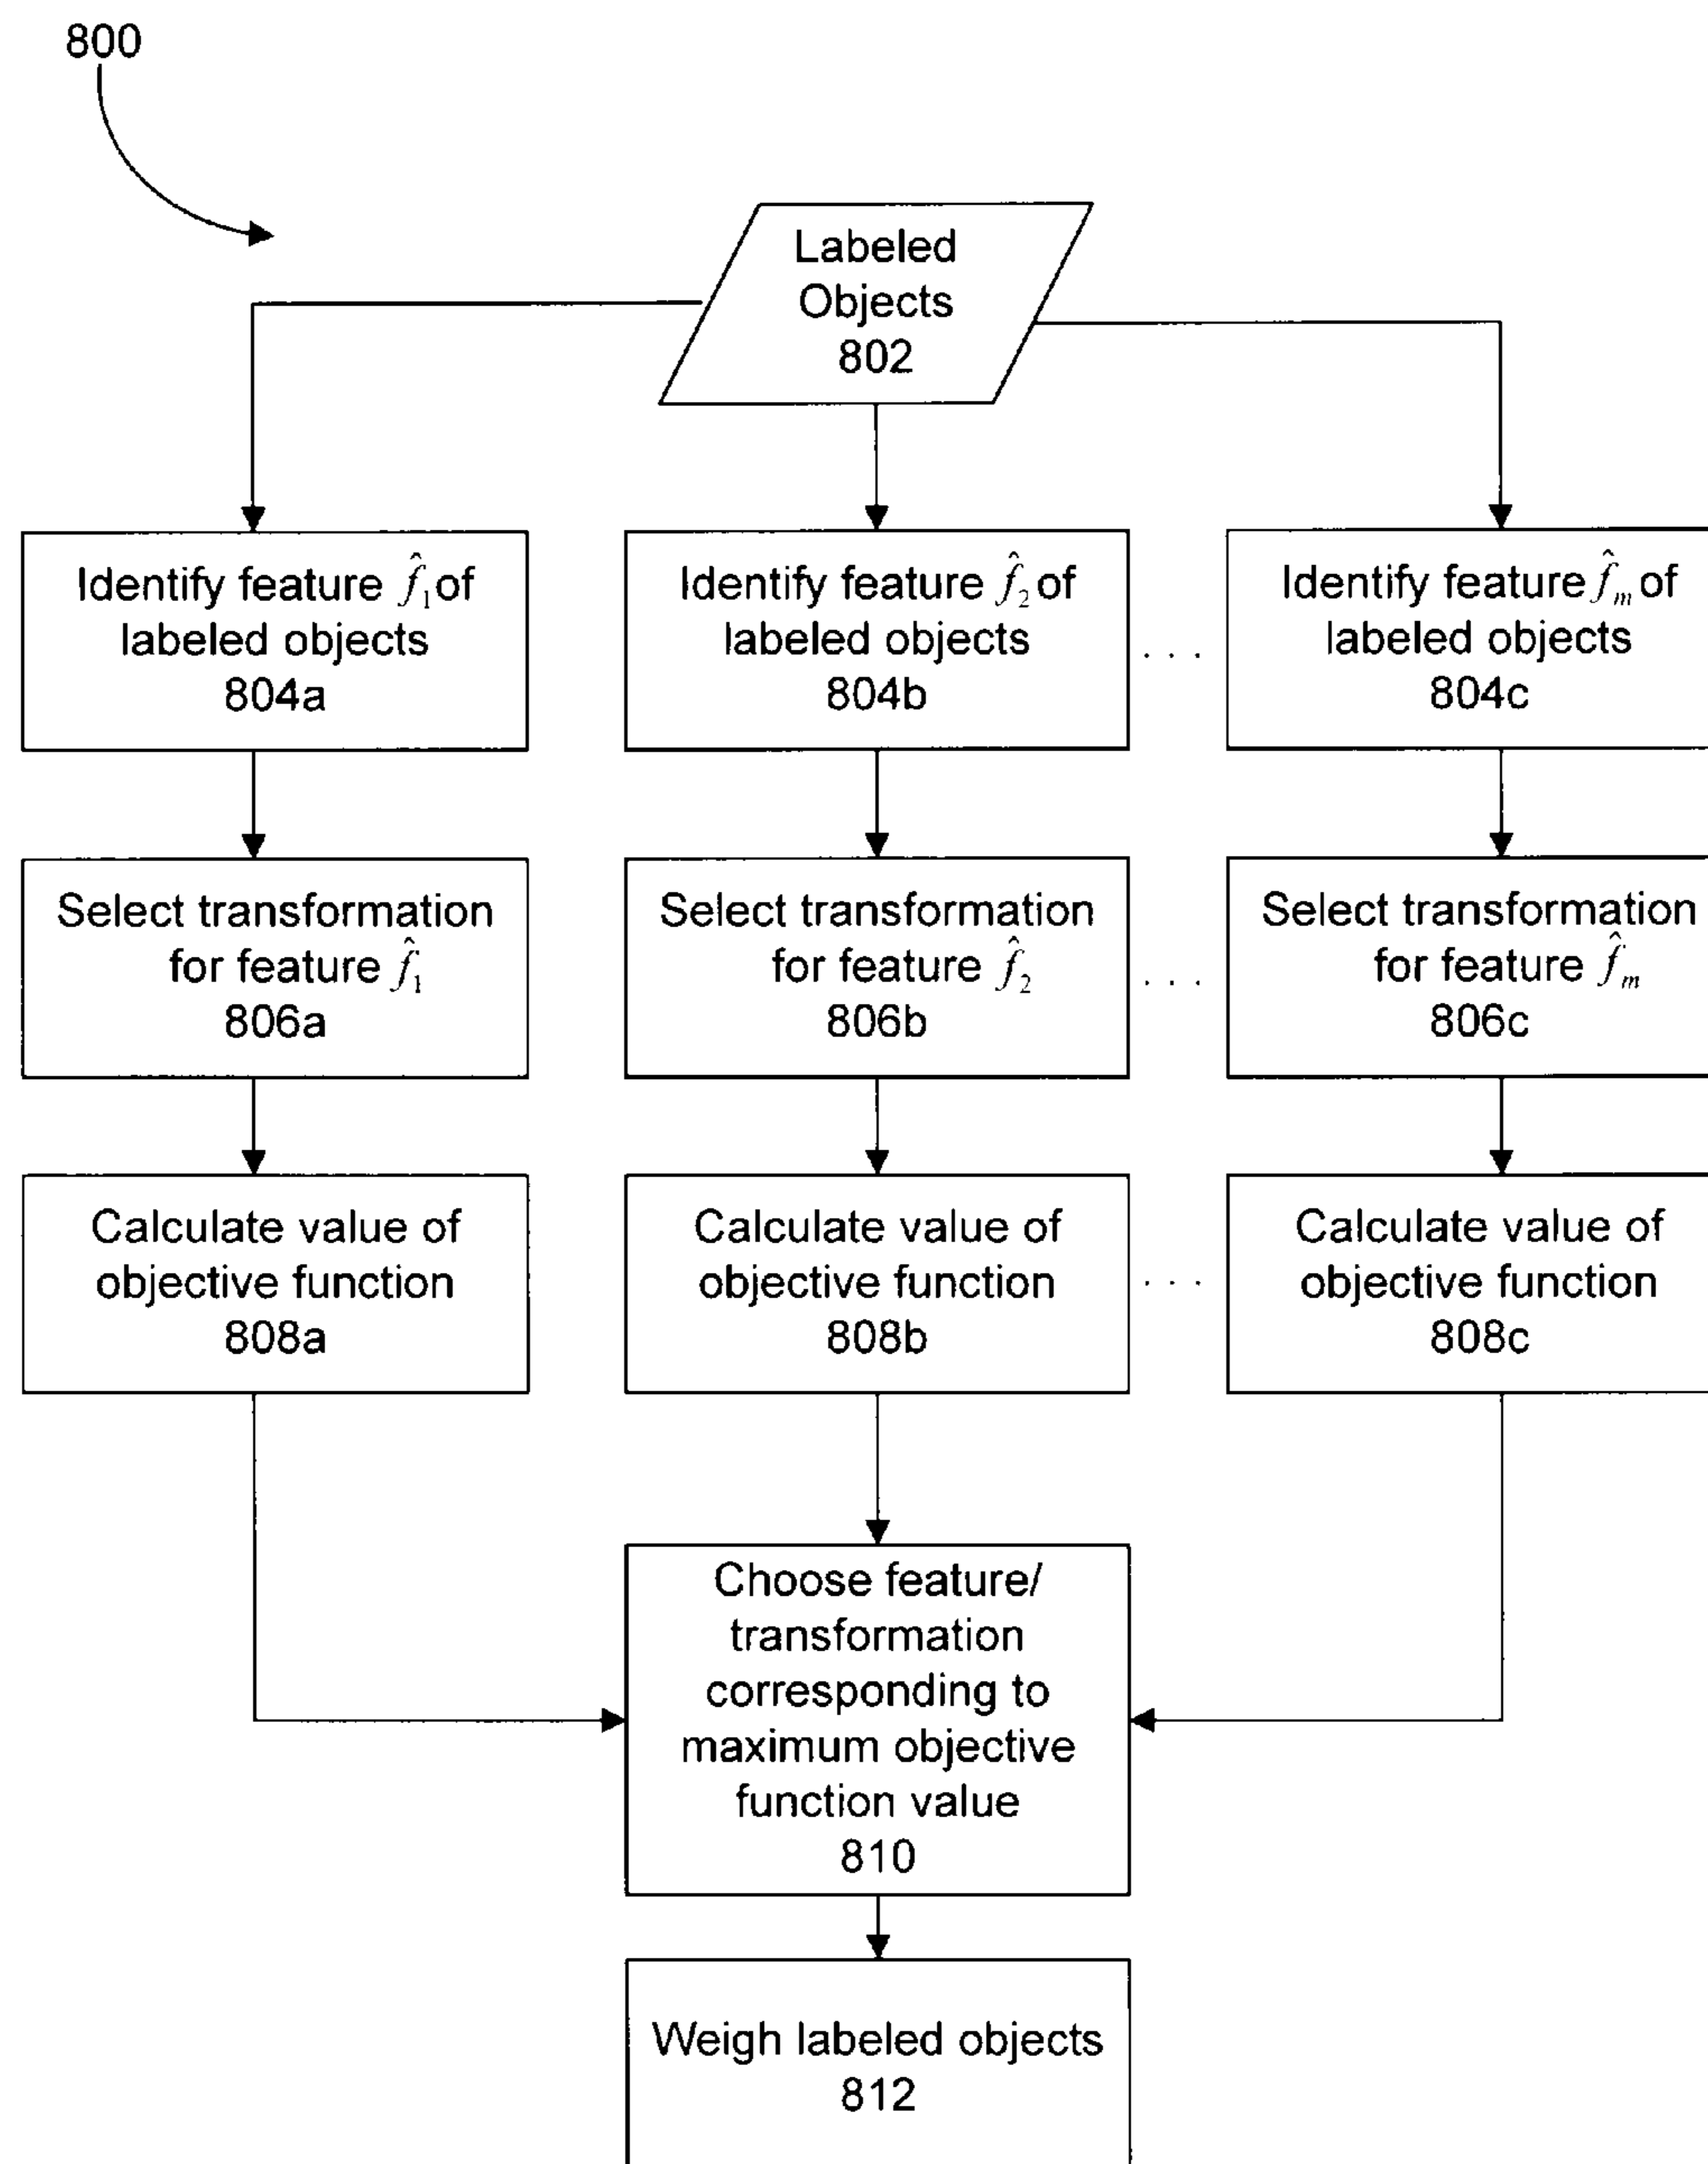 800
Labeled
Objects
802
Identify feature f̂₁ of
labeled objects
804a
Identify feature f̂₂ of
labeled objects
804b
. . .
Identify feature f̂ₘ of
labeled objects
804c
Select transformation
for feature f̂₁
806a
Select transformation
for feature f̂₂
806b
. . .
Select transformation
for feature f̂ₘ
806c
Calculate value of
objective function
808a
Calculate value of
objective function
808b
. . .
Calculate value of
objective function
808c
Choose feature/
transformation
corresponding to
maximum objective
function value
810
Weigh labeled objects
812